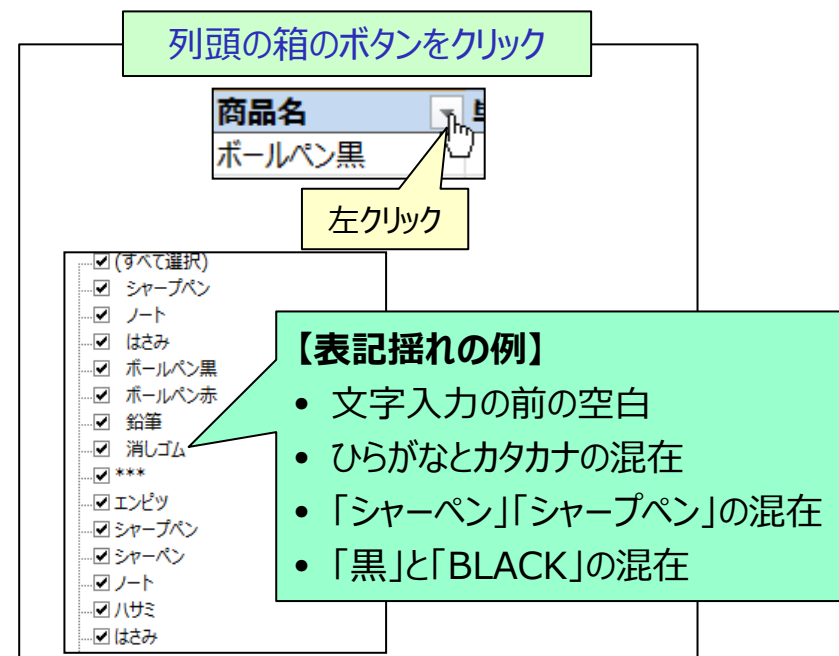 列頭の箱のボタンをクリック
商品名
ボールペン黒
左クリック
(すべて選択)
シャープペン
ノート
はさみ
ボールペン黒
ボールペン赤
鉛筆
消しゴム
***
エンピツ
シャープペン
シャーペン
ノート
ハサミ
はさみ
【表記揺れの例】
• 文字入力の前の空白
• ひらがなとカタカナの混在
• 「シャーペン」「シャープペン」の混在
• 「黒」と「BLACK」の混在